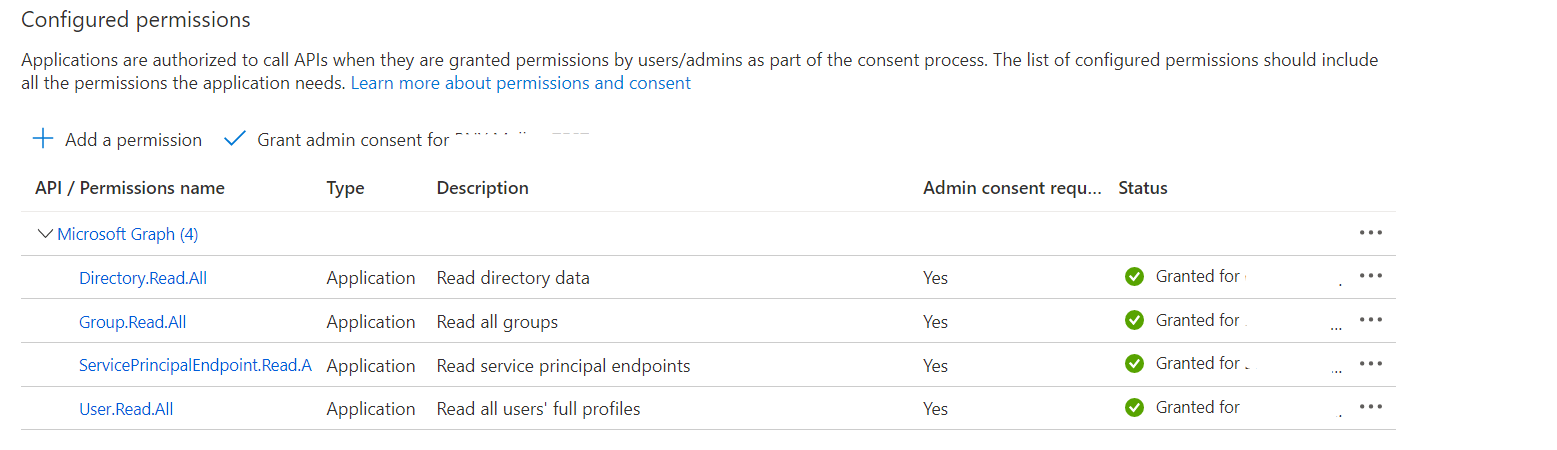 Configured permissions
Applications are authorized to call APIs when they are granted permissions by users/admins as part of the consent process. The list of configured permissions should include
all the permissions the application needs. Learn more about permissions and consent
Add a permission Grant admin consent for
API / Permissions name Type Description Admin consent requ... Status
Microsoft Graph (4) ...
Directory.Read.All Application Read directory data Yes Granted for ...
Group.Read.All Application Read all groups Yes Granted for ... ...
ServicePrincipalEndpoint.Read.A Application Read service principal endpoints Yes Granted for ... ...
User.Read.All Application Read all users' full profiles Yes Granted for ...